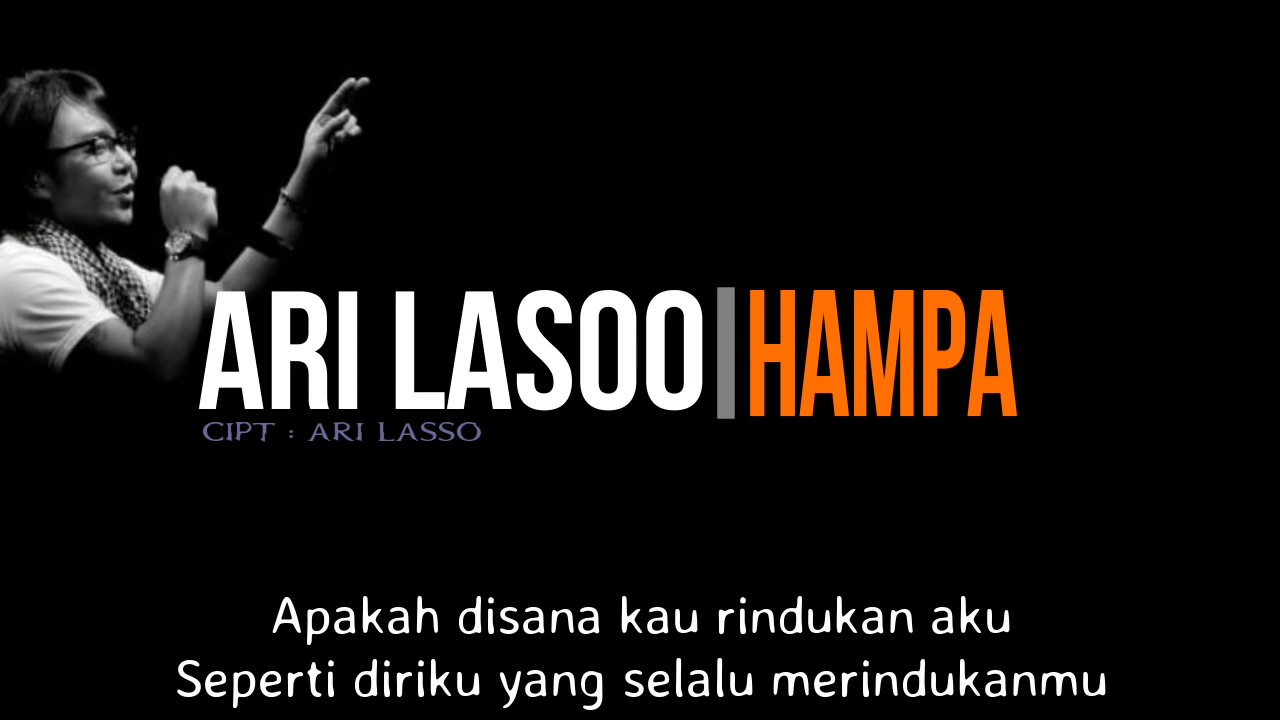 ARI LASOO|HAMPA
CIPT : ARI LASSO
Apakah disana kau rindukan aku
Seperti diriku yang selalu merindukanmu